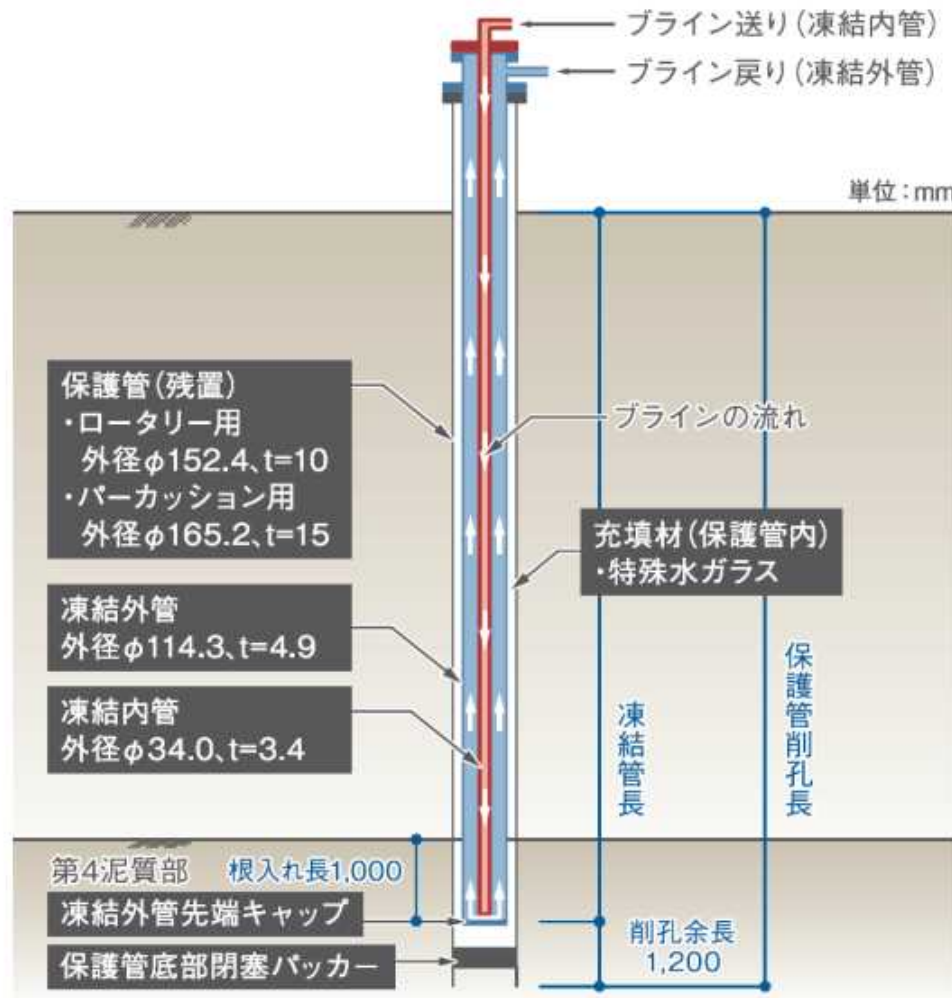 ブライン送り(凍結内管)
ブライン戻り(凍結外管)
単位：mm
保護管(残置)
・ロータリー用
外径φ152.4、t=10
・パーカッション用
外径φ165.2、t=15
ブラインの流れ
充填材(保護管内)
・特殊水ガラス
凍結外管
外径φ114.3、t=4.9
凍結内管
外径φ34.0、t=3.4
凍結管長
保護管削孔長
第4泥質部
根入れ長1,000
凍結外管先端キャップ
保護管底部閉塞パッカー
削孔余長
1,200